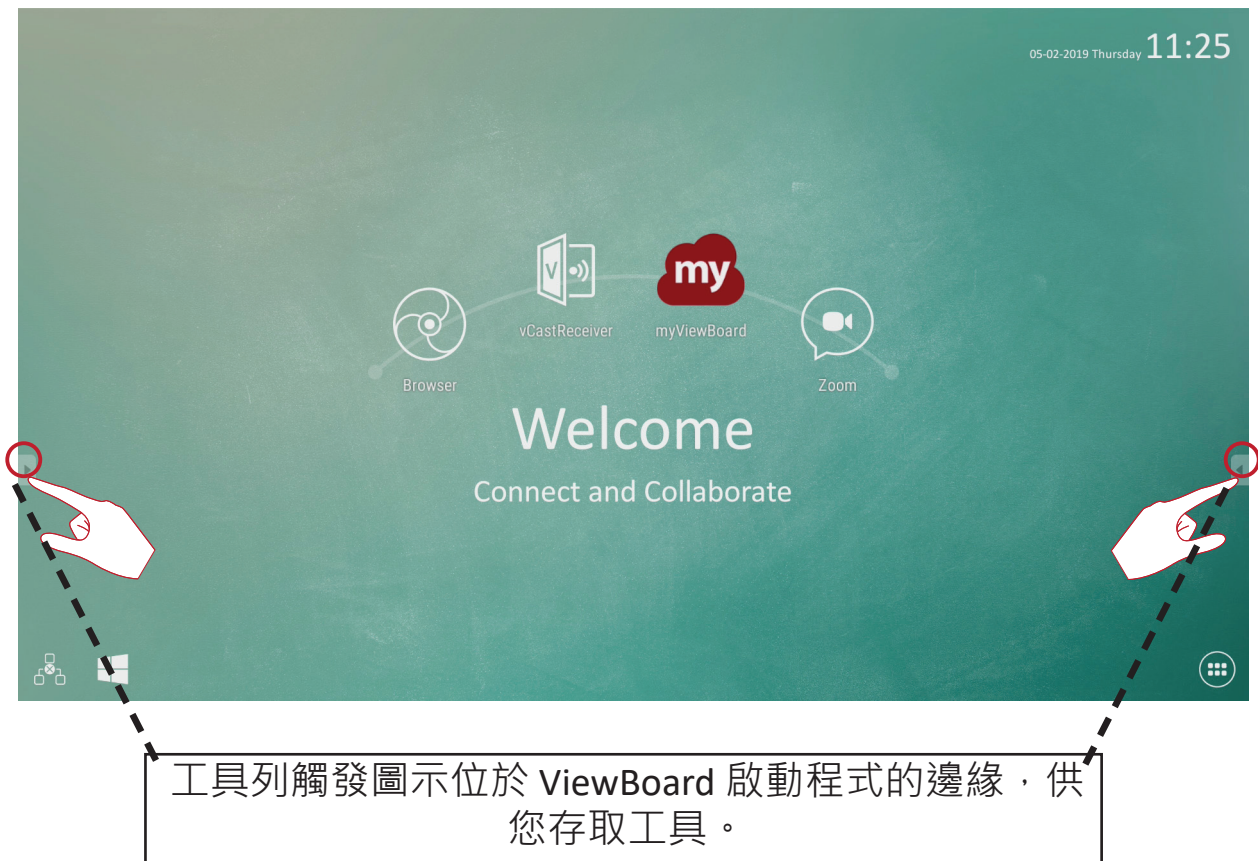 05-02-2019 Thursday 11:25
V
my
vCastReceiver
myViewBoard
Browser
Zoom
Welcome
Connect and Collaborate
工具列觸發圖示位於 ViewBoard 啟動程式的邊緣，供
您存取工具。